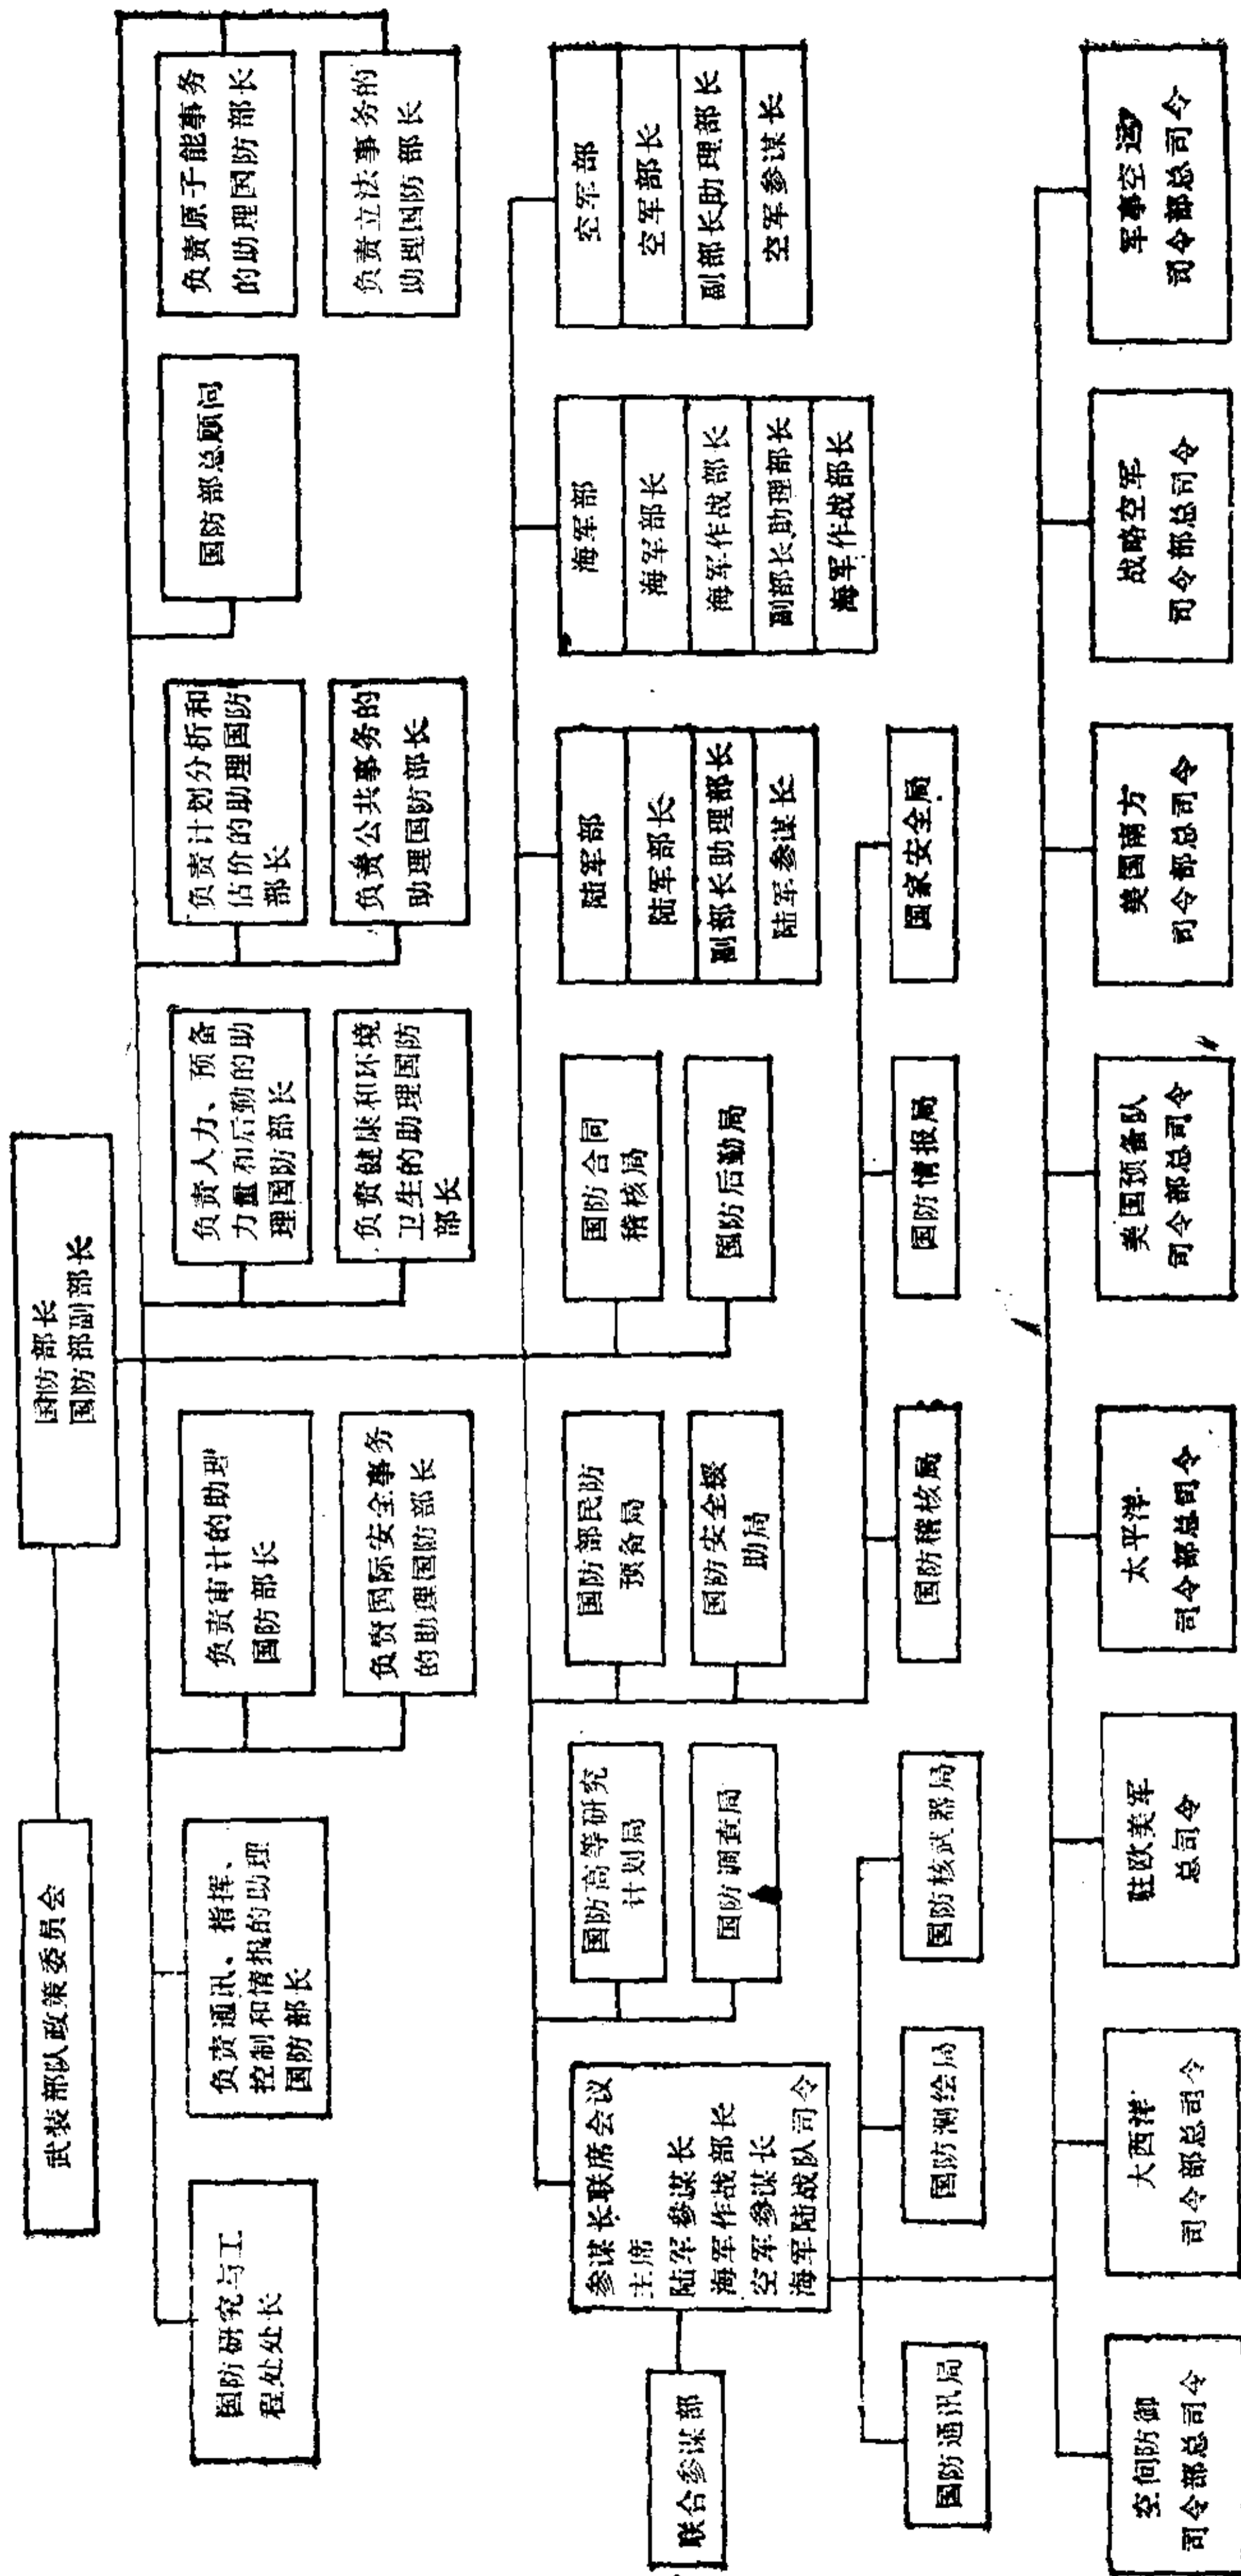 武装部队政策委员会
国防部长
国防部副部长
国防研究与工
程处处长
负责通讯、指挥、
控制和情报的助理
国防部长
负责审计的助理
国防部长
负责国际安全事务
的助理国防部长
负责人力、预备
力量和后勤的助
理国防部长
负责健康和环境
卫生的助理国防
部长
负责计划分析和
估价的助理国防
部长
负责公共事务的
助理国防部长
国防部总顾问
负责原子能事务
的助理国防部长
负责立法事务的
助理国防部长
联合参谋部
参谋长联席会议
主席
陆军参谋长
海军作战部长
空军参谋长
海军陆战队司令
国防高等研究
计划局
国防调查局
国防部民防
预备局
国防安全援
助局
国防合同
稽核局
国防后勤局
陆军部
陆军部长
副部长助理部长
陆军参谋长
海军部
海军部长
海军作战部长
副部长助理部长
海军作战部长
空军部
空军部长
副部长助理部长
空军参谋长
国防通讯局
国防测绘局
国防核武器局
国防稽核局
国防情报局
国家安全局
空间防御
司令部总司令
大西洋
司令部总司令
驻欧美军
总司令
太平洋
司令部总司令
美国预备队
司令部总司令
美国南方
司令部总司令
战略空军
司令部总司令
军事空运
司令部总司令